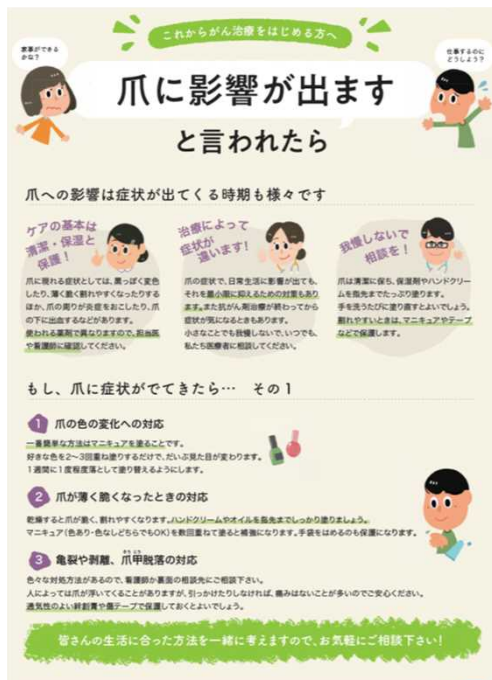 これからがん治療をはじめる方へ
家事ができる
かな？
仕事するのに
どうしよう？
爪に影響が出ます
と言われたら
爪への影響は症状が出てくる時期も様々です
ケアの基本は
清潔・保湿と
保護！
爪に現れる症状としては、黒っぽく変色
したり、薄く脆く割れやすくなったりする
ほか、爪の周りが炎症をおこしたり、爪
の下に出血するなどがあります。
使われる薬剤で異なりますので、担当医
や看護師に確認してください。
治療によって
症状が
違います！
爪の症状で、日常生活に影響が出ても、
それを最小限に抑えるための対策もあり
ます。また抗がん剤治療が終わってから
症状が気になるときもあります。
小さなことでも我慢しないで、いつでも、
私たち医療者に相談してください。
我慢しないで
相談を！
爪は清潔に保ち、保湿剤やハンドクリー
ムを指先までたっぷり塗ります。
手を洗うたびに塗り直すとよいでしょう。
割れやすいときは、マニキュアやテープ
などで保護します。
もし、爪に症状がでてきたら… その1
1 爪の色の変化への対応
一番簡単な方法はマニキュアを塗ることです。
好きな色を2～3回重ね塗りするだけで、だいぶ見た目が変わります。
1週間に1度程度落として塗り替えるようにします。
2 爪が薄く脆くなったときの対応
乾燥すると爪が脆く、割れやすくなります。ハンドクリームやオイルを指先までしっかり塗りましょう。
マニキュア（色あり・色なしどちらでもOK）を数回重ねて塗ると補強になります。手袋をはめるのも保護になります。
3 亀裂や剥離、爪甲脱落の対応
色々な対処方法があるので、看護師か裏面の相談先にご相談下さい。
人によっては爪が浮いてくることがありますが、引っかけたりしなければ、痛みはないことが多いのでご安心ください。
通気性のよい絆創膏や傷テープで保護しておくとよいでしょう。
皆さんの生活に合った方法を一緒に考えますので、お気軽にご相談下さい！